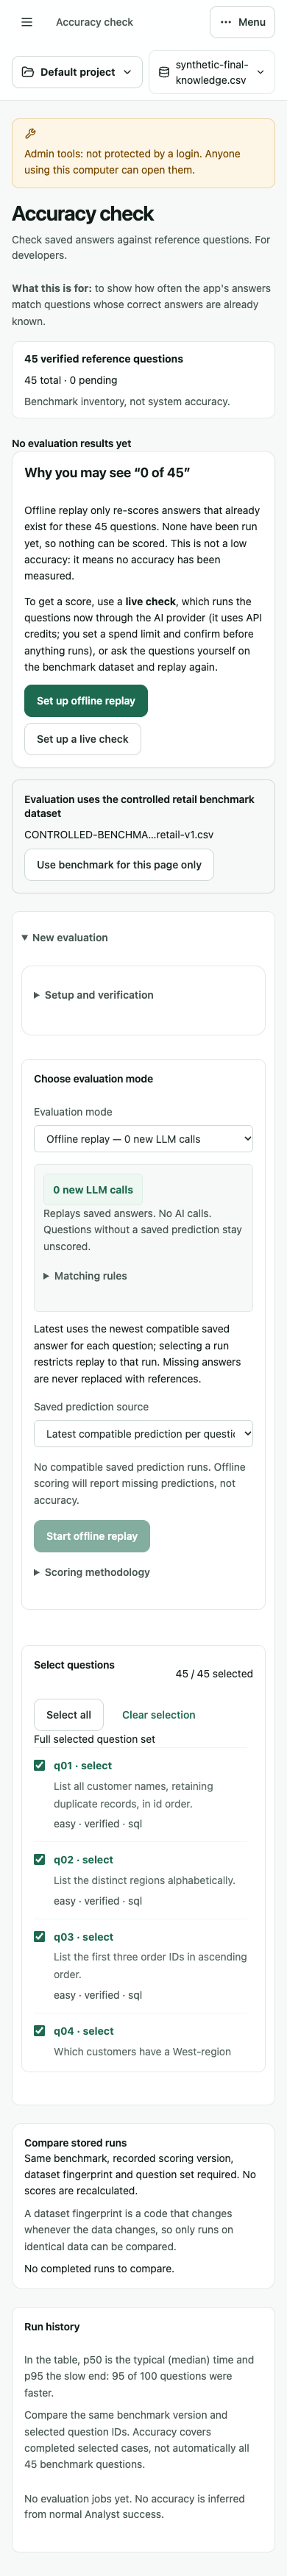 Accuracy check
Menu
Default project
synthetic-final-
knowledge.csv
Admin tools: not protected by a login. Anyone
using this computer can open them.
Accuracy check
Check saved answers against reference questions. For
developers.
What this is for: to show how often the app's answers
match questions whose correct answers are already
known.
45 verified reference questions
45 total · 0 pending
Benchmark inventory, not system accuracy.
No evaluation results yet
Why you may see “0 of 45”
Offline replay only re-scores answers that already
exist for these 45 questions. None have been run
yet, so nothing can be scored. This is not a low
accuracy: it means no accuracy has been
measured.
To get a score, use a live check, which runs the
questions now through the AI provider (it uses API
credits; you set a spend limit and confirm before
anything runs), or ask the questions yourself on
the benchmark dataset and replay again.
Set up offline replay
Set up a live check
Evaluation uses the controlled retail benchmark
dataset
CONTROLLED-BENCHMA...retail-v1.csv
Use benchmark for this page only
New evaluation
Setup and verification
Choose evaluation mode
Evaluation mode
Offline replay — 0 new LLM calls
0 new LLM calls
Replays saved answers. No AI calls.
Questions without a saved prediction stay
unscored.
Matching rules
Latest uses the newest compatible saved
answer for each question; selecting a run
restricts replay to that run. Missing answers
are never replaced with references.
Saved prediction source
Latest compatible prediction per questic
No compatible saved prediction runs. Offline
scoring will report missing predictions, not
accuracy.
Start offline replay
Scoring methodology
Select questions
45 / 45 selected
Select all
Clear selection
Full selected question set
q01 · select
List all customer names, retaining
duplicate records, in id order.
easy · verified · sql
q02 · select
List the distinct regions alphabetically.
easy · verified · sql
q03 · select
List the first three order IDs in ascending
order.
easy · verified · sql
q04 · select
Which customers have a West-region
Compare stored runs
Same benchmark, recorded scoring version,
dataset fingerprint and question set required. No
scores are recalculated.
A dataset fingerprint is a code that changes
whenever the data changes, so only runs on
identical data can be compared.
No completed runs to compare.
Run history
In the table, p50 is the typical (median) time and
p95 the slow end: 95 of 100 questions were
faster.
Compare the same benchmark version and
selected question IDs. Accuracy covers
completed selected cases, not automatically all
45 benchmark questions.
No evaluation jobs yet. No accuracy is inferred
from normal Analyst success.